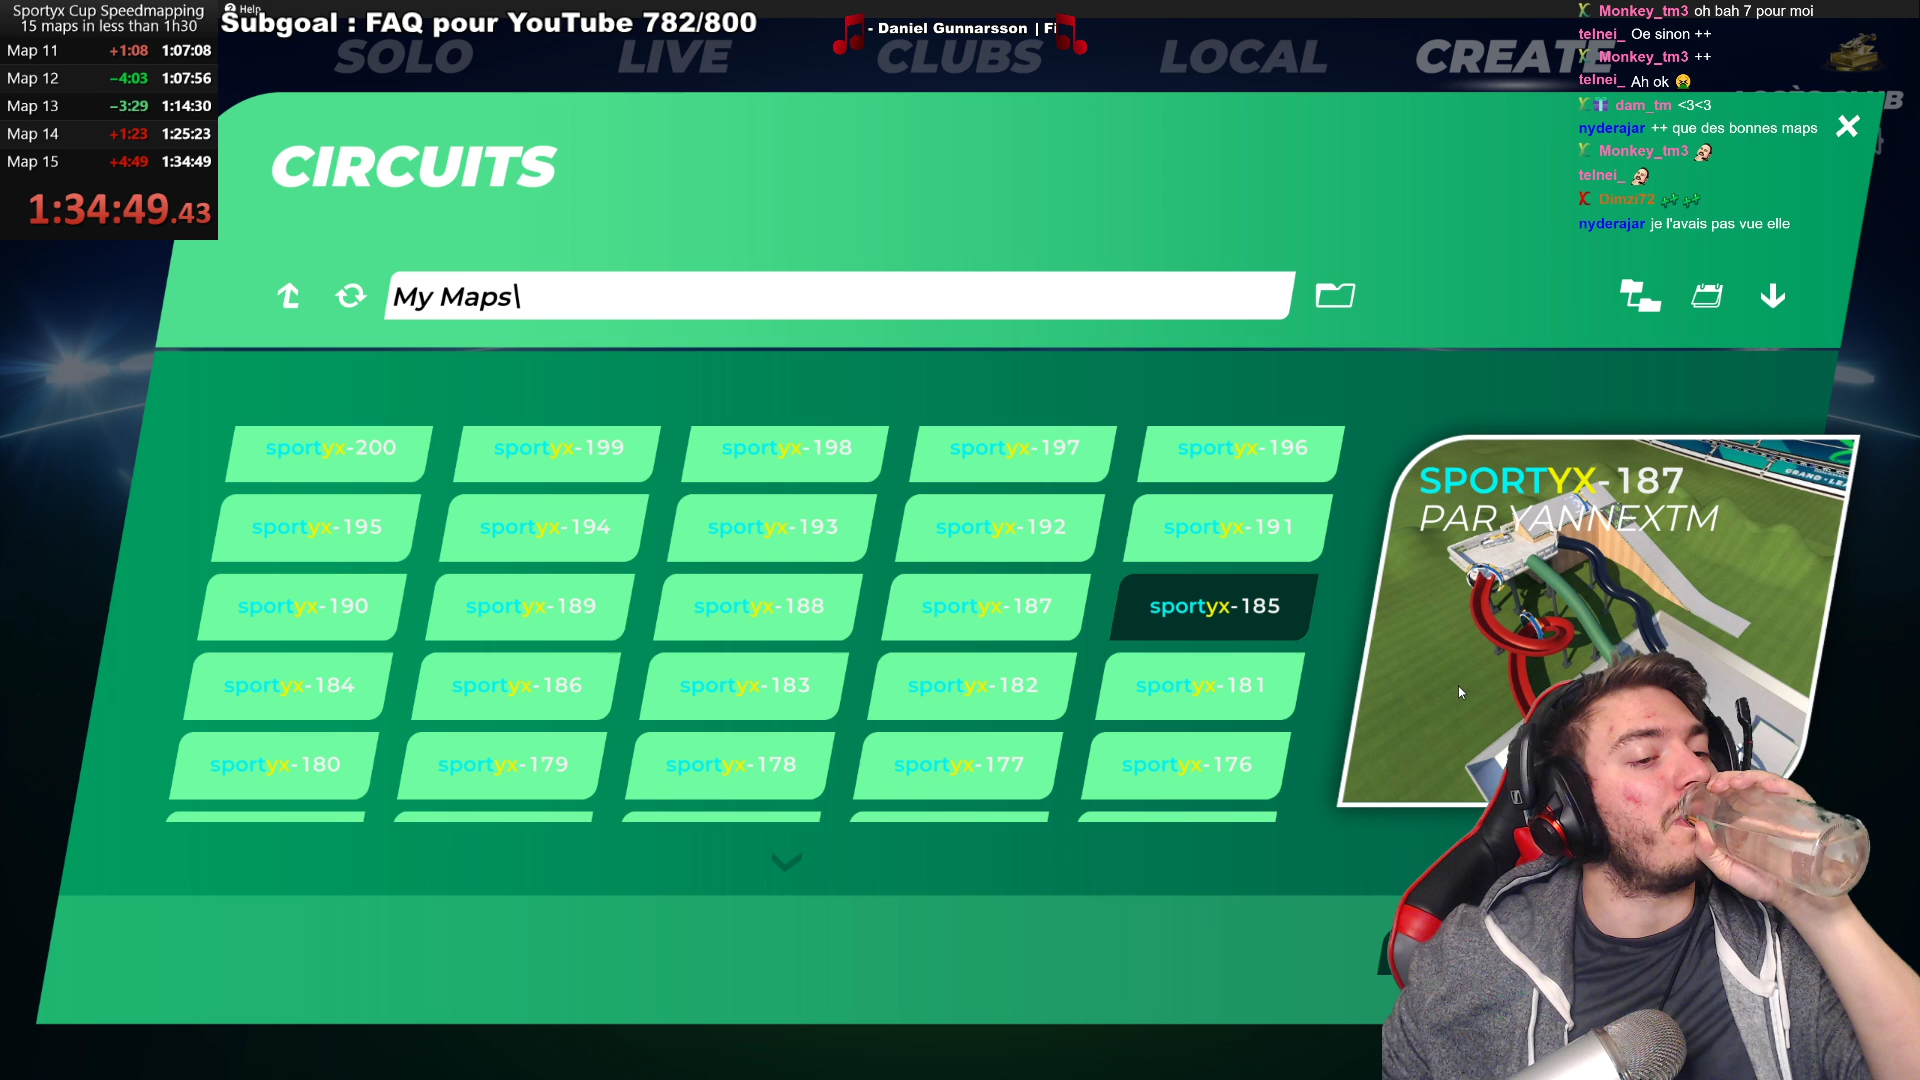 Sportyx Cup Speedmapping
15 maps in less than 1h30
Map 11 +1:08 1:07:08
Map 12 −4:03 1:07:56
Map 13 −3:29 1:14:30
Map 14 +1:23 1:25:23
Map 15 +4:49 1:34:49
1:34:49.43
Help
Subgoal : FAQ pour YouTube 782/800
- Daniel Gunnarsson | Fi
SOLO LIVE CLUBS LOCAL CREATE
Monkey_tm3 oh bah 7 pour moi
telnei_ Oe sinon ++
Monkey_tm3 ++
telnei_ Ah ok
dam_tm <3<3
nyderajar ++ que des bonnes maps
Monkey_tm3
telnei_
Dimzi72 ++ ++
nyderajar je l'avais pas vue elle
CIRCUITS
My Maps\
sportyx-200 sportyx-199 sportyx-198 sportyx-197 sportyx-196
sportyx-195 sportyx-194 sportyx-193 sportyx-192 sportyx-191
sportyx-190 sportyx-189 sportyx-188 sportyx-187 sportyx-185
sportyx-184 sportyx-186 sportyx-183 sportyx-182 sportyx-181
sportyx-180 sportyx-179 sportyx-178 sportyx-177 sportyx-176
SPORTYX-187
PAR YANNEXTM
GRAND-LEA